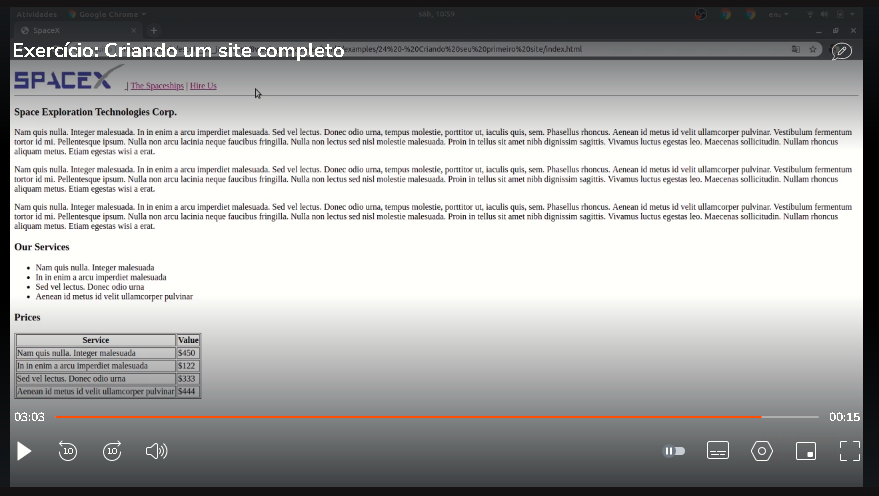 Atividades Google Chrome sáb, 10:59 en₁
SpaceX
Exercício: Criando um site completo
examples/24%20-%20Criando%20seu%20primeiro%20site/index.html
SPACEX | The Spaceships | Hire Us
Space Exploration Technologies Corp.
Nam quis nulla. Integer malesuada. In in enim a arcu imperdiet malesuada. Sed vel lectus. Donec odio urna, tempus molestie, porttitor ut, iaculis quis, sem. Phasellus rhoncus. Aenean id metus id velit ullamcorper pulvinar. Vestibulum fermentum
tortor id mi. Pellentesque ipsum. Nulla non arcu lacinia neque faucibus fringilla. Nulla non lectus sed nisl molestie malesuada. Proin in tellus sit amet nibh dignissim sagittis. Vivamus luctus egestas leo. Maecenas sollicitudin. Nullam rhoncus
aliquam metus. Etiam egestas wisi a erat.
Nam quis nulla. Integer malesuada. In in enim a arcu imperdiet malesuada. Sed vel lectus. Donec odio urna, tempus molestie, porttitor ut, iaculis quis, sem. Phasellus rhoncus. Aenean id metus id velit ullamcorper pulvinar. Vestibulum fermentum
tortor id mi. Pellentesque ipsum. Nulla non arcu lacinia neque faucibus fringilla. Nulla non lectus sed nisl molestie malesuada. Proin in tellus sit amet nibh dignissim sagittis. Vivamus luctus egestas leo. Maecenas sollicitudin. Nullam rhoncus
aliquam metus. Etiam egestas wisi a erat.
Nam quis nulla. Integer malesuada. In in enim a arcu imperdiet malesuada. Sed vel lectus. Donec odio urna, tempus molestie, porttitor ut, iaculis quis, sem. Phasellus rhoncus. Aenean id metus id velit ullamcorper pulvinar. Vestibulum fermentum
tortor id mi. Pellentesque ipsum. Nulla non arcu lacinia neque faucibus fringilla. Nulla non lectus sed nisl molestie malesuada. Proin in tellus sit amet nibh dignissim sagittis. Vivamus luctus egestas leo. Maecenas sollicitudin. Nullam rhoncus
aliquam metus. Etiam egestas wisi a erat.
Our Services
Nam quis nulla. Integer malesuada
In in enim a arcu imperdiet malesuada
Sed vel lectus. Donec odio urna
Aenean id metus id velit ullamcorper pulvinar
Prices
Service Value
Nam quis nulla. Integer malesuada $450
In in enim a arcu imperdiet malesuada $122
Sed vel lectus. Donec odio urna $333
Aenean id metus id velit ullamcorper pulvinar $444
03:03 00:15
10 10